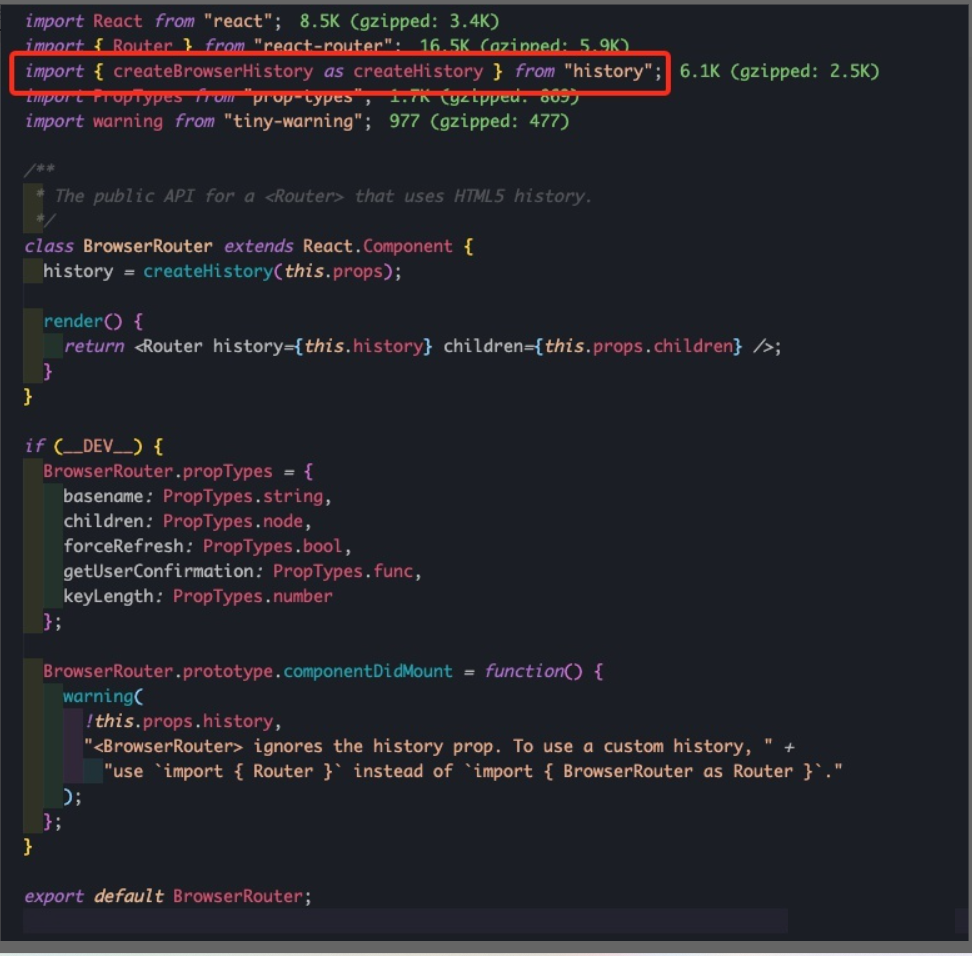 import React from "react"; 8.5K (gzipped: 3.4K)
import { Router } from "react-router"; 16.5K (gzipped: 5.9K)
import { createBrowserHistory as createHistory } from "history"; 6.1K (gzipped: 2.5K)
import PropTypes from "prop-types"; 1.7K (gzipped: 869)
import warning from "tiny-warning"; 977 (gzipped: 477)
/**
* The public API for a <Router> that uses HTML5 history.
*/
class BrowserRouter extends React.Component {
history = createHistory(this.props);
render() {
return <Router history={this.history} children={this.props.children} />;
}
}
if (__DEV__) {
BrowserRouter.propTypes = {
basename: PropTypes.string,
children: PropTypes.node,
forceRefresh: PropTypes.bool,
getUserConfirmation: PropTypes.func,
keyLength: PropTypes.number
};
BrowserRouter.prototype.componentDidMount = function() {
warning(
!this.props.history,
"<BrowserRouter> ignores the history prop. To use a custom history, " +
"use `import { Router }` instead of `import { BrowserRouter as Router }`."
);
};
}
export default BrowserRouter;